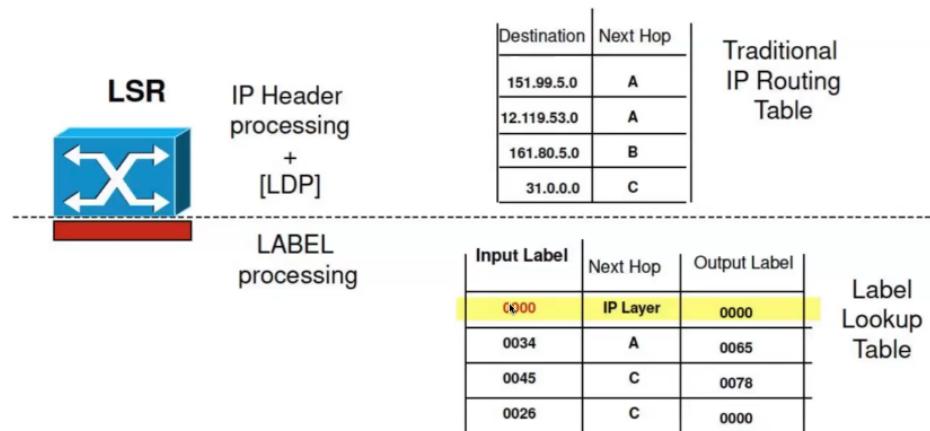 LSR
IP Header
processing
+
[LDP]
Destination Next Hop
151.99.5.0 A
12.119.53.0 A
161.80.5.0 B
31.0.0.0 C
Traditional
IP Routing
Table
LABEL
processing
Input Label Next Hop Output Label
0000 IP Layer 0000
0034 A 0065
0045 C 0078
0026 C 0000
Label
Lookup
Table